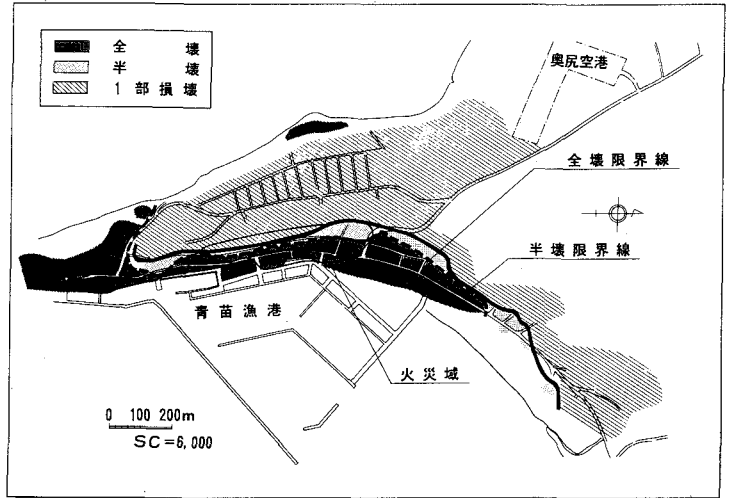 全 壊
半 壊
1 部 損 壊
奥尻空港
全壊限界線
半壊限界線
青苗漁港
火災域
0 100 200m
SC=6,000